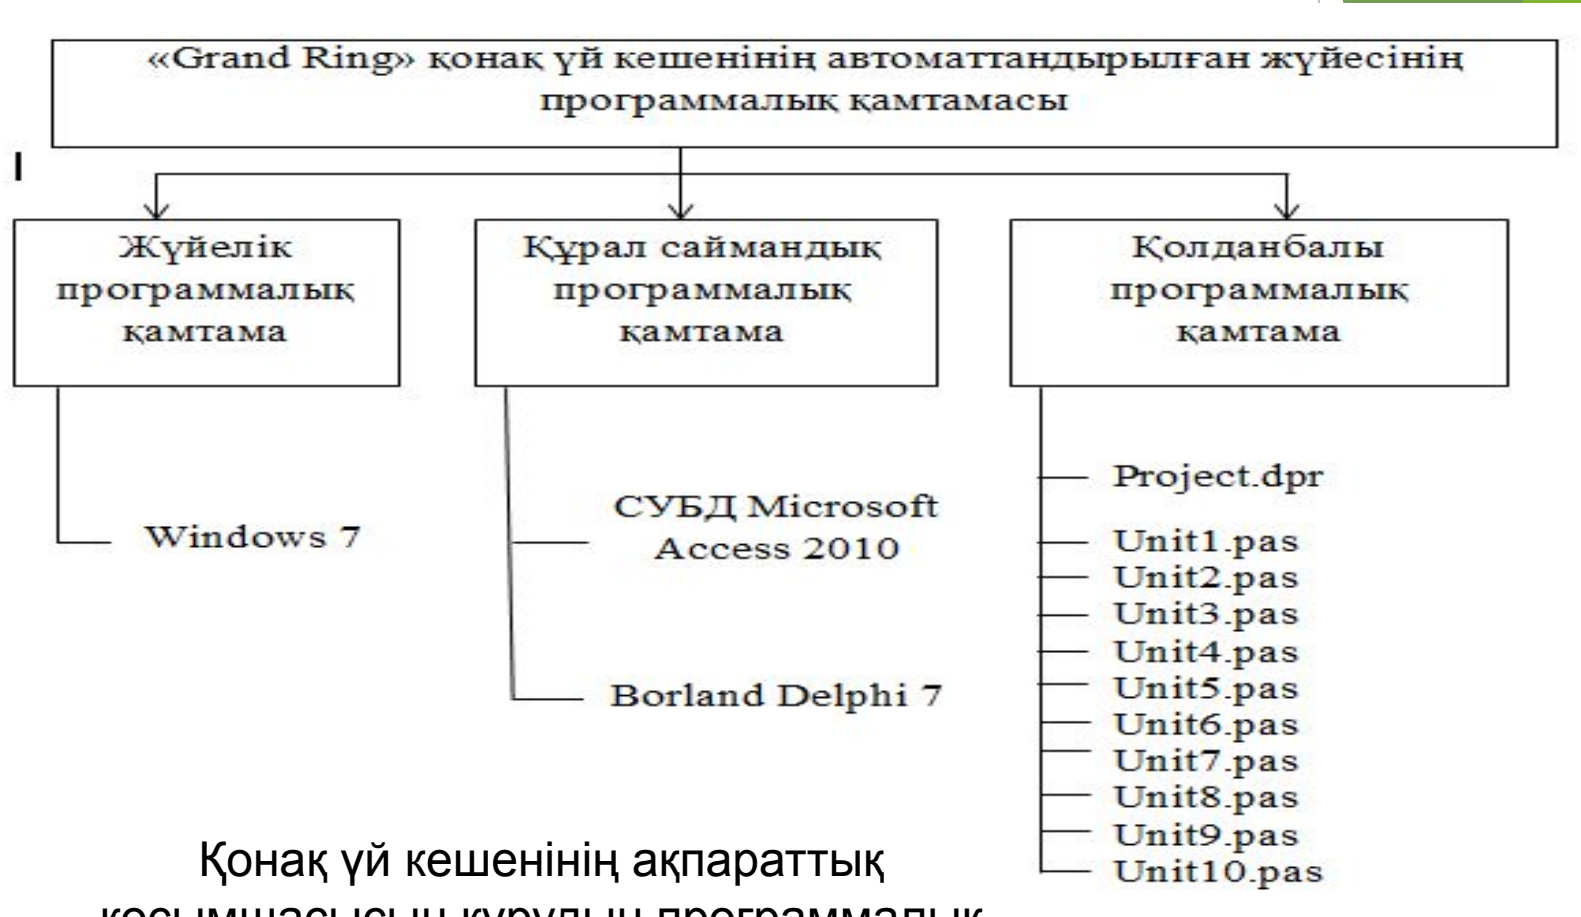 «Grand Ring» қонақ үй кешенінің автоматтандырылған жүйесінің
программалық қамтамасы
Жүйелік
программалық
қамтама
Құрал саймандық
программалық
қамтама
Қолданбалы
программалық
қамтама
Windows 7
СУБД Microsoft
Access 2010
Borland Delphi 7
Project.dpr
Unit1.pas
Unit2.pas
Unit3.pas
Unit4.pas
Unit5.pas
Unit6.pas
Unit7.pas
Unit8.pas
Unit9.pas
Unit10.pas
Қонақ үй кешенінің ақпараттық